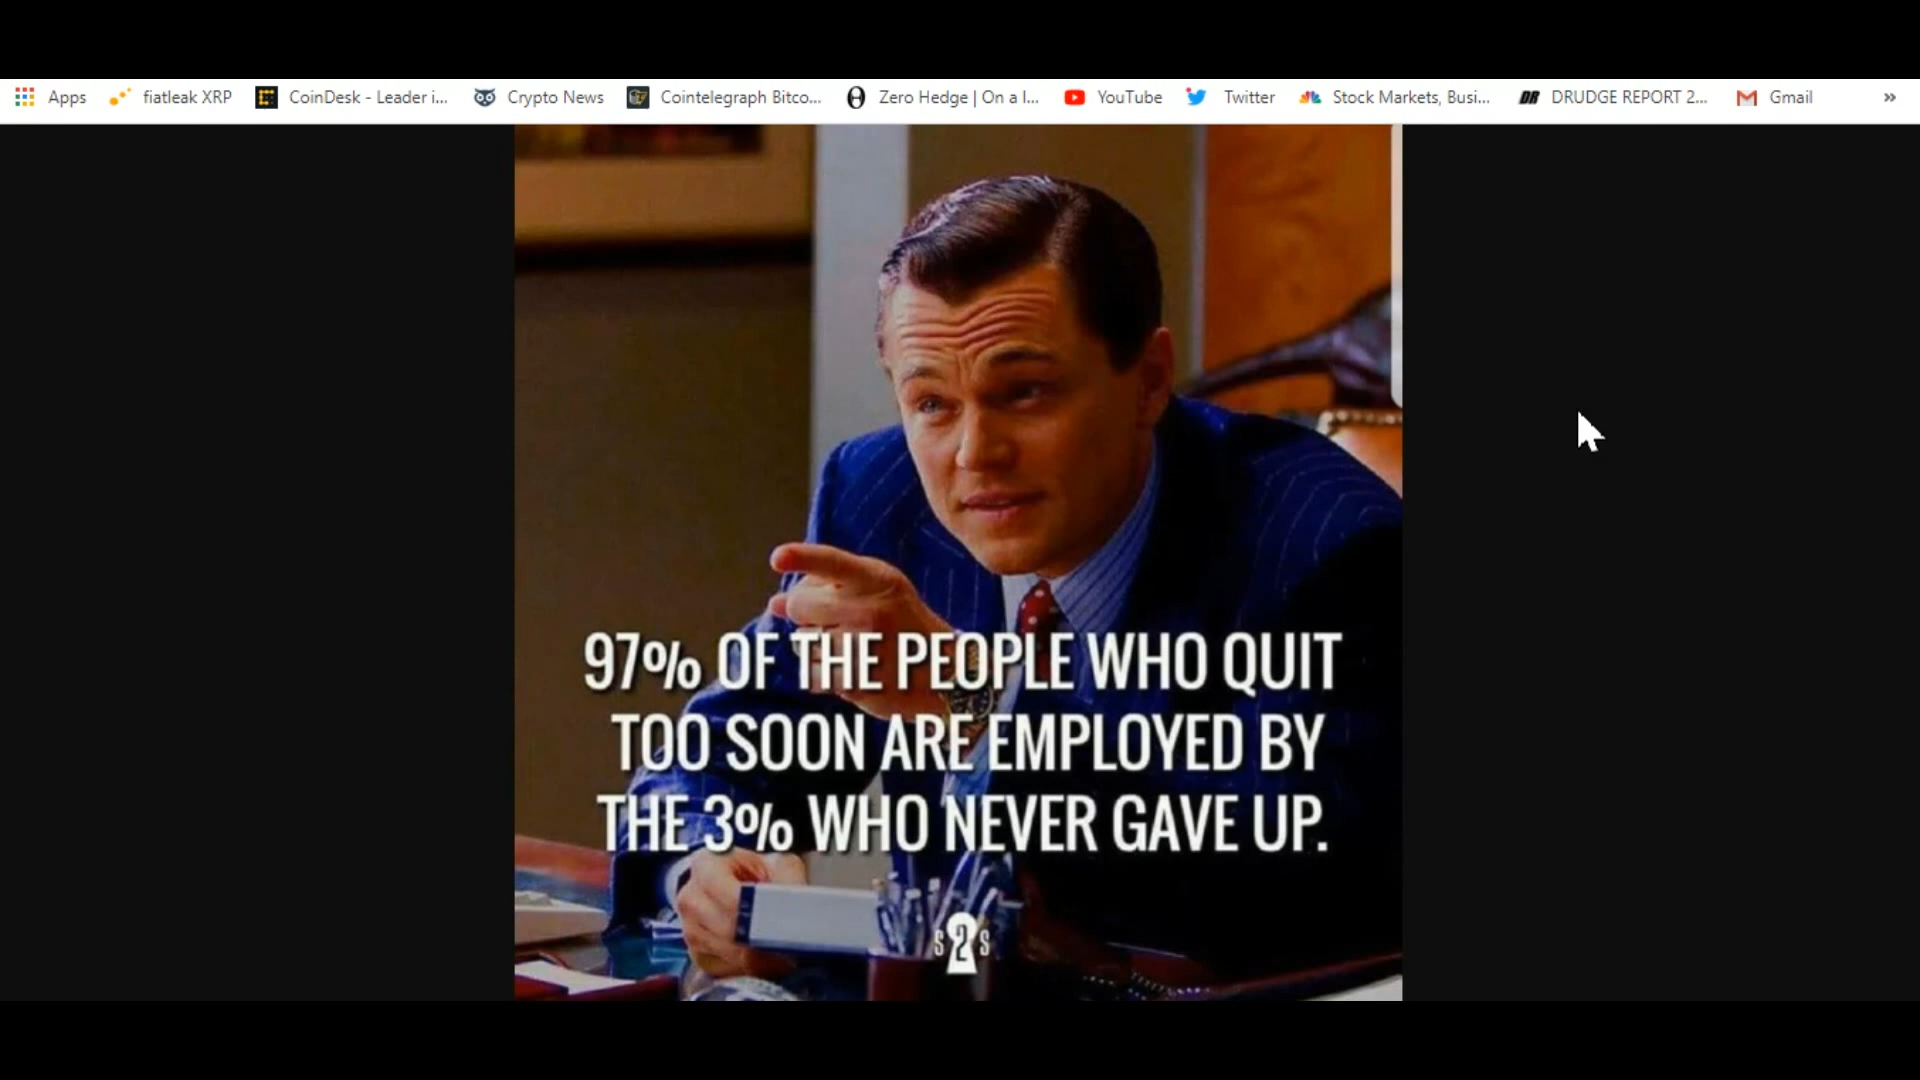 Apps fiatleak XRP CoinDesk - Leader i... Crypto News Cointelegraph Bitco... Zero Hedge | On a l... YouTube Twitter Stock Markets, Busi... DR DRUDGE REPORT 2... Gmail »
97% OF THE PEOPLE WHO QUIT
TOO SOON ARE EMPLOYED BY
THE 3% WHO NEVER GAVE UP.
S 2 S